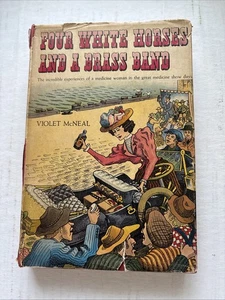 FOUR WHITE HORSES
AND A BRASS BAND
The incredible experiences of a medicine woman in the great medicine show days
VIOLET McNEAL